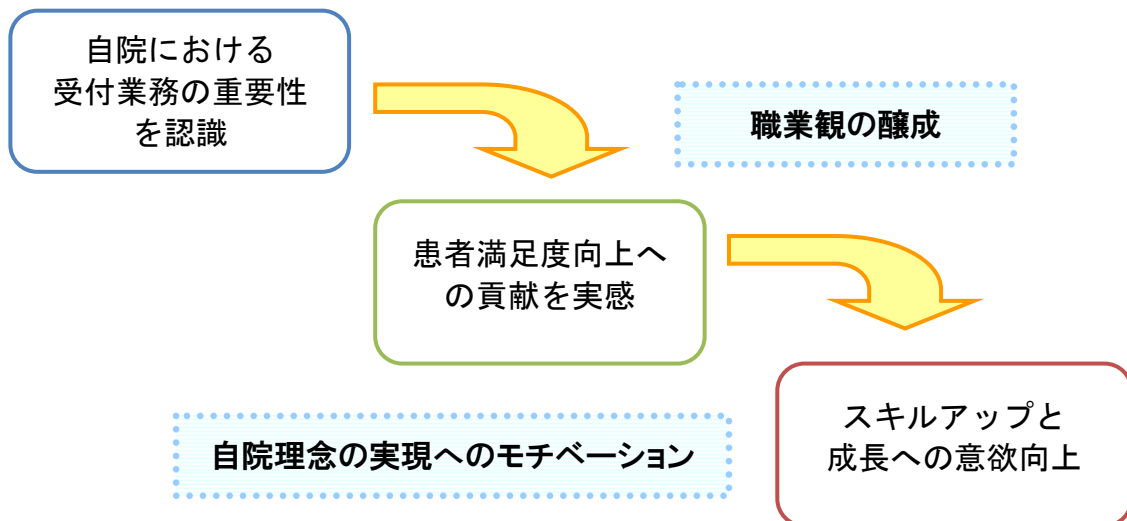 自院における
受付業務の重要性
を認識
職業観の醸成
患者満足度向上へ
の貢献を実感
スキルアップと
成長への意欲向上
自院理念の実現へのモチベーション